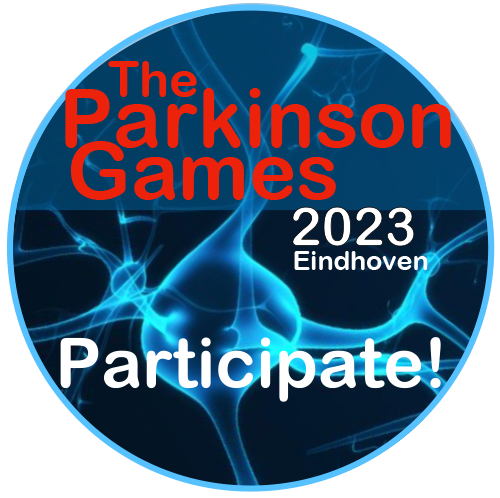 The
Parkinson
Games
2023
Eindhoven
Participate!